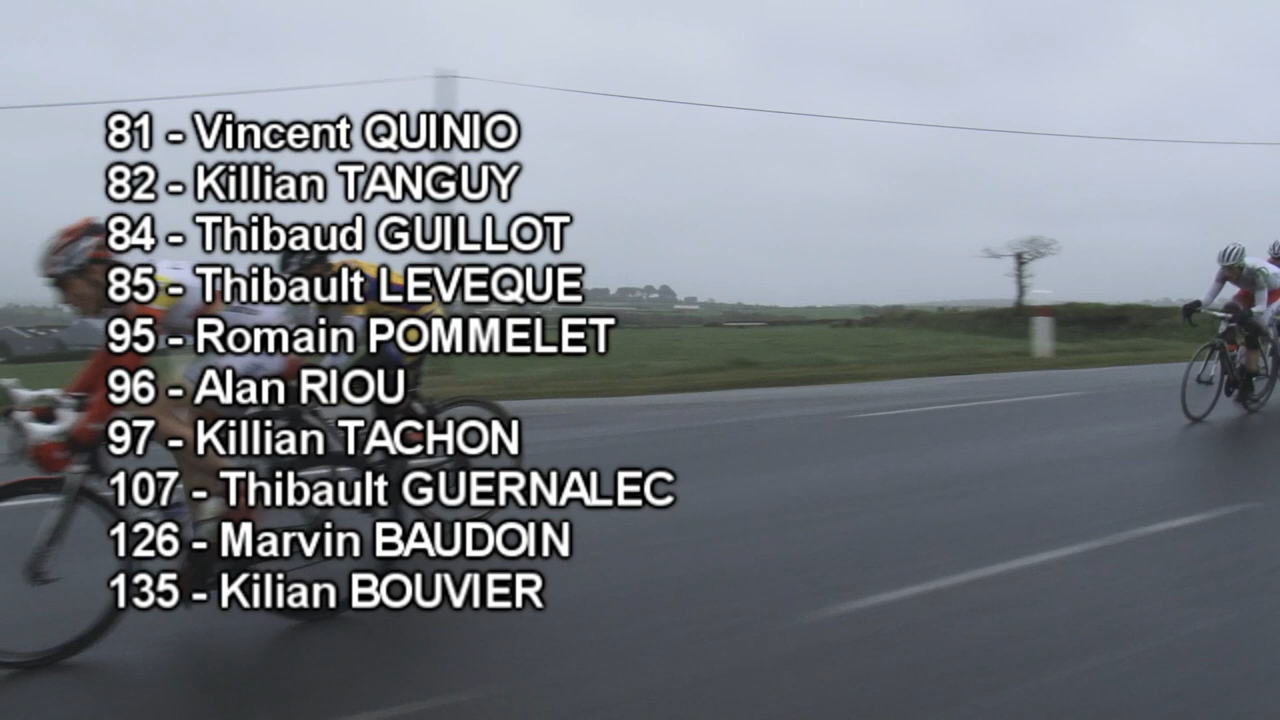 81 - Vincent QUINIO
82 - Killian TANGUY
84 - Thibaud GUILLOT
85 - Thibault LEVEQUE
95 - Romain POMMELET
96 - Alan RIOU
97 - Killian TACHON
107 - Thibault GUERNALEC
126 - Marvin BAUDOIN
135 - Kilian BOUVIER